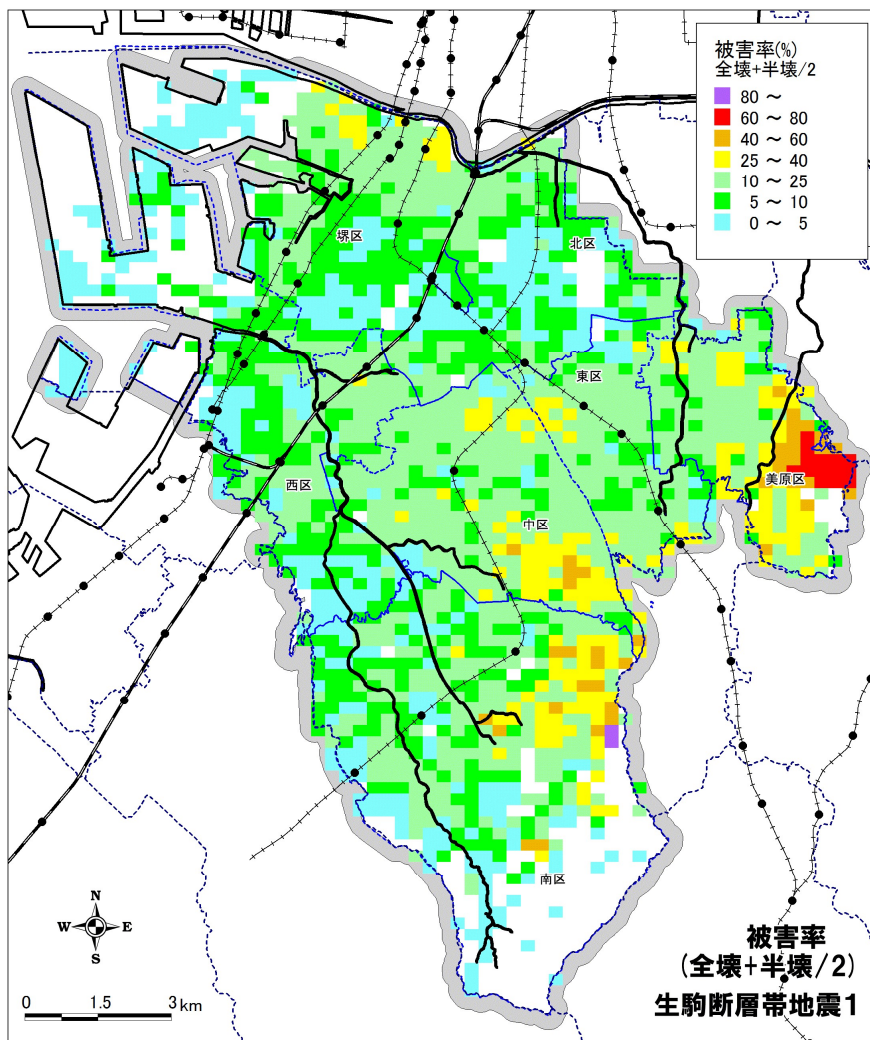 被害率(%)
全壊+半壊/2
80 ～
60 ～ 80
40 ～ 60
25 ～ 40
10 ～ 25
5 ～ 10
0 ～ 5
堺区
北区
東区
美原区
西区
中区
南区
N
W E
S
0 1.5 3 km
被害率
(全壊+半壊/2)
生駒断層帯地震1